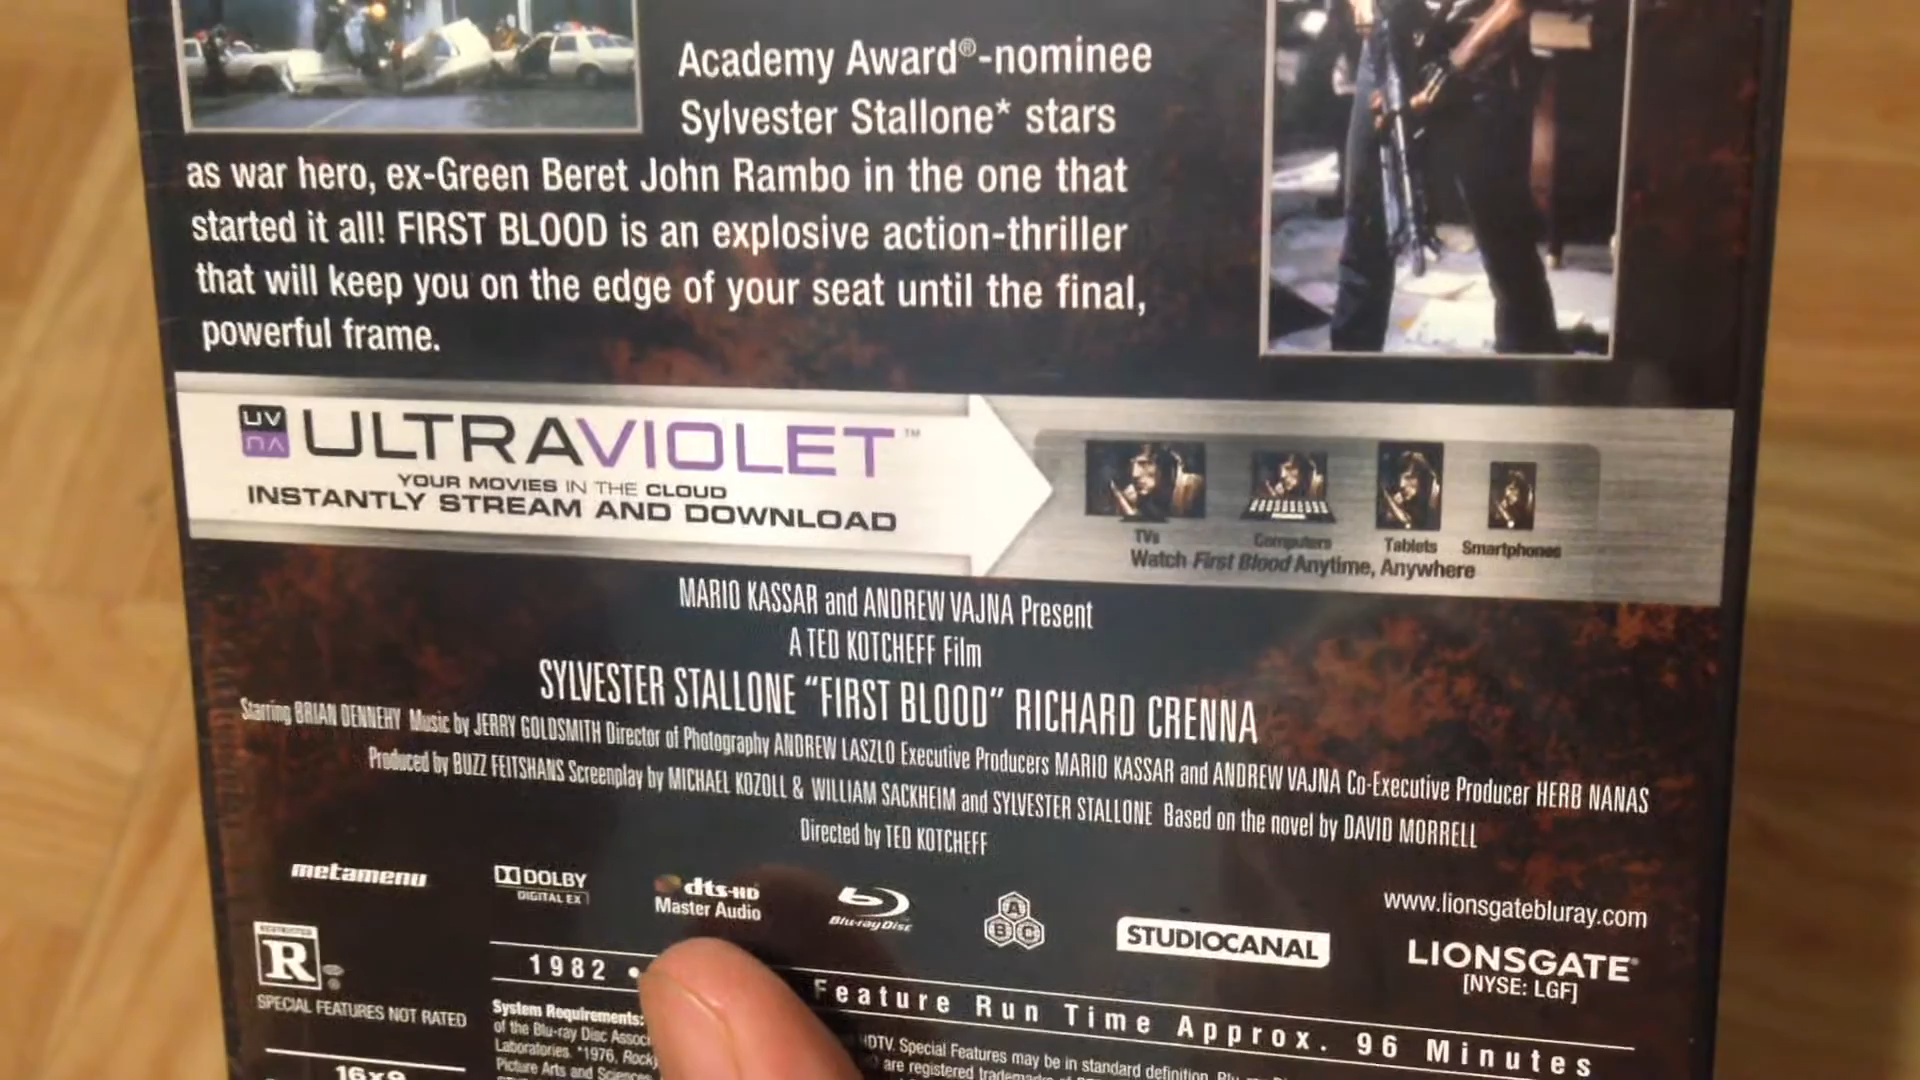 Academy Award®-nominee
Sylvester Stallone* stars
as war hero, ex-Green Beret John Rambo in the one that
started it all! FIRST BLOOD is an explosive action-thriller
that will keep you on the edge of your seat until the final,
powerful frame.
UV
ULTRAVIOLET™
YOUR MOVIES IN THE CLOUD
INSTANTLY STREAM AND DOWNLOAD
TVs Computers Tablets Smartphones
Watch First Blood Anytime, Anywhere
MARIO KASSAR and ANDREW VAJNA Present
A TED KOTCHEFF Film
SYLVESTER STALLONE "FIRST BLOOD" RICHARD CRENNA
Starring BRIAN DENNEHY Music by JERRY GOLDSMITH Director of Photography ANDREW LASZLO Executive Producers MARIO KASSAR and ANDREW VAJNA Co-Executive Producer HERB NANAS
Produced by BUZZ FEITSHANS Screenplay by MICHAEL KOZOLL & WILLIAM SACKHEIM and SYLVESTER STALLONE Based on the novel by DAVID MORRELL
Directed by TED KOTCHEFF
metamenu
DOLBY
DIGITAL EX
dts-HD
Master Audio
Blu-ray Disc
A B C
STUDIOCANAL
www.lionsgatebluray.com
LIONSGATE®
[NYSE: LGF]
RESTRICTED
R
SPECIAL FEATURES NOT RATED
1982 • Feature Run Time Approx. 96 Minutes
System Requirements:
of the Blu-ray Disc HDTV. Special Features may be in standard definition.
Laboratories. *1976, are registered
Picture Arts and Sciences
16x9